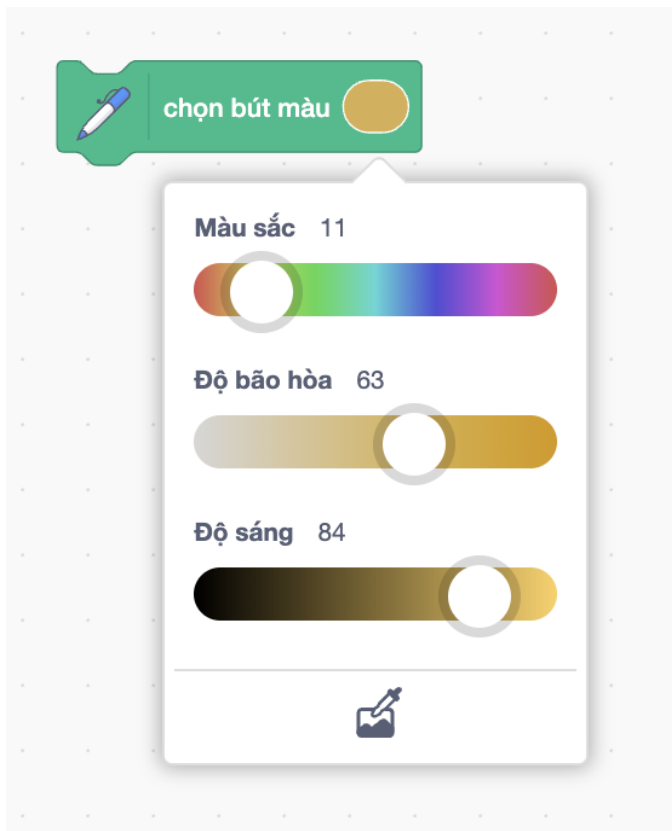 chọn bút màu
Màu sắc 11
Độ bão hòa 63
Độ sáng 84